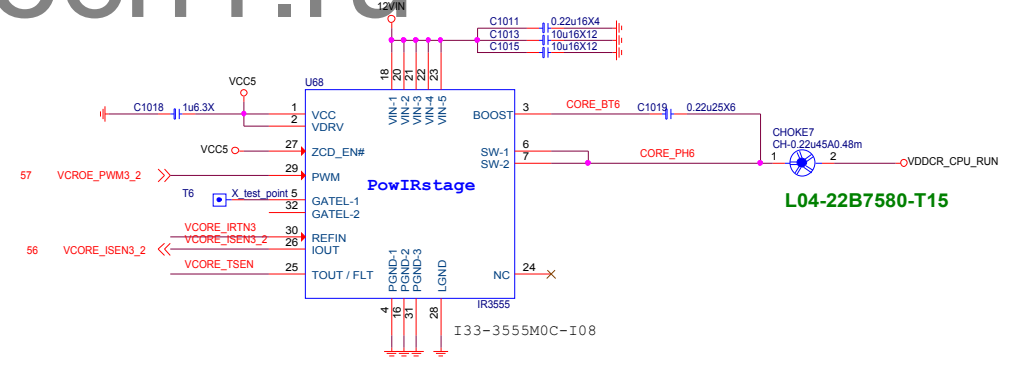 12VIN
C1011 0.22u16X4
C1013 10u16X12
C1015 10u16X12
18 20 21 22 23
U68
VCC5
C1018 1u6.3X
1 VCC
2 VDRV
VIN-1 VIN-2 VIN-3 VIN-4 VIN-5
BOOST 3 CORE_BT6 C1019 0.22u25X6
VCC5 27 ZCD_EN#
SW-1 6
SW-2 7 CORE_PH6
CHOKE7
CH-0.22u45A0.48m
1 2 VDDCR_CPU_RUN
57 VCROE_PWM3_2 29 PWM
PowIRstage
T6 X_test_point 5 GATEL-1
32 GATEL-2
L04-22B7580-T15
VCORE_IRTN3 30 REFIN
56 VCORE_ISEN3_2 VCORE_ISEN3_2 26 IOUT
VCORE_TSEN 25 TOUT / FLT
PGND-1 PGND-2 PGND-3 LGND
NC 24
4 16 31 28
IR3555
I33-3555M0C-I08